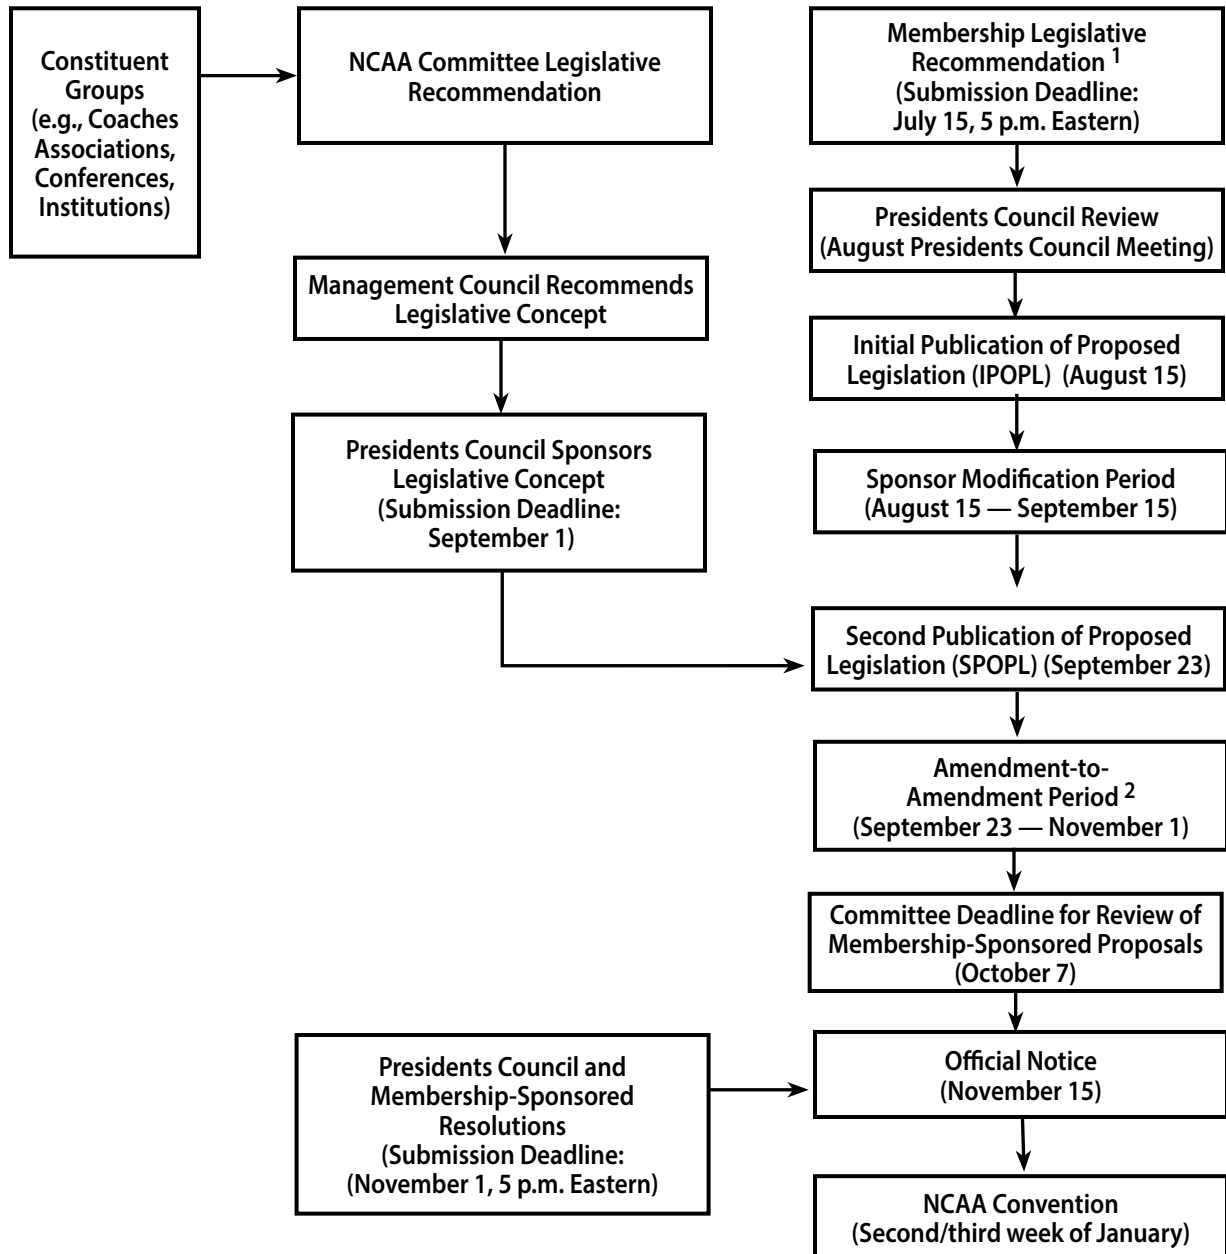 Constituent
Groups
(e.g., Coaches
Associations,
Conferences,
Institutions)
NCAA Committee Legislative
Recommendation
Management Council Recommends
Legislative Concept
Presidents Council Sponsors
Legislative Concept
(Submission Deadline:
September 1)
Membership Legislative
Recommendation 1
(Submission Deadline:
July 15, 5 p.m. Eastern)
Presidents Council Review
(August Presidents Council Meeting)
Initial Publication of Proposed
Legislation (IPOPL) (August 15)
Sponsor Modification Period
(August 15 — September 15)
Second Publication of Proposed
Legislation (SPOPL) (September 23)
Amendment-to-
Amendment Period 2
(September 23 — November 1)
Committee Deadline for Review of
Membership-Sponsored Proposals
(October 7)
Presidents Council and
Membership-Sponsored
Resolutions
(Submission Deadline:
(November 1, 5 p.m. Eastern)
Official Notice
(November 15)
NCAA Convention
(Second/third week of January)